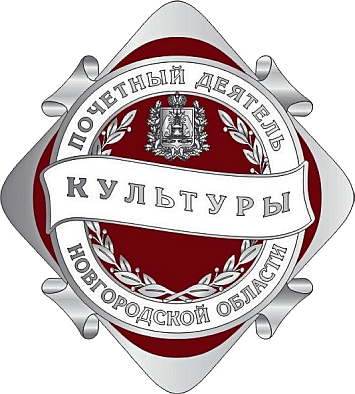 ПОЧЕТНЫЙ ДЕЯТЕЛЬ
КУЛЬТУРЫ
НОВГОРОДСКОЙ ОБЛАСТИ